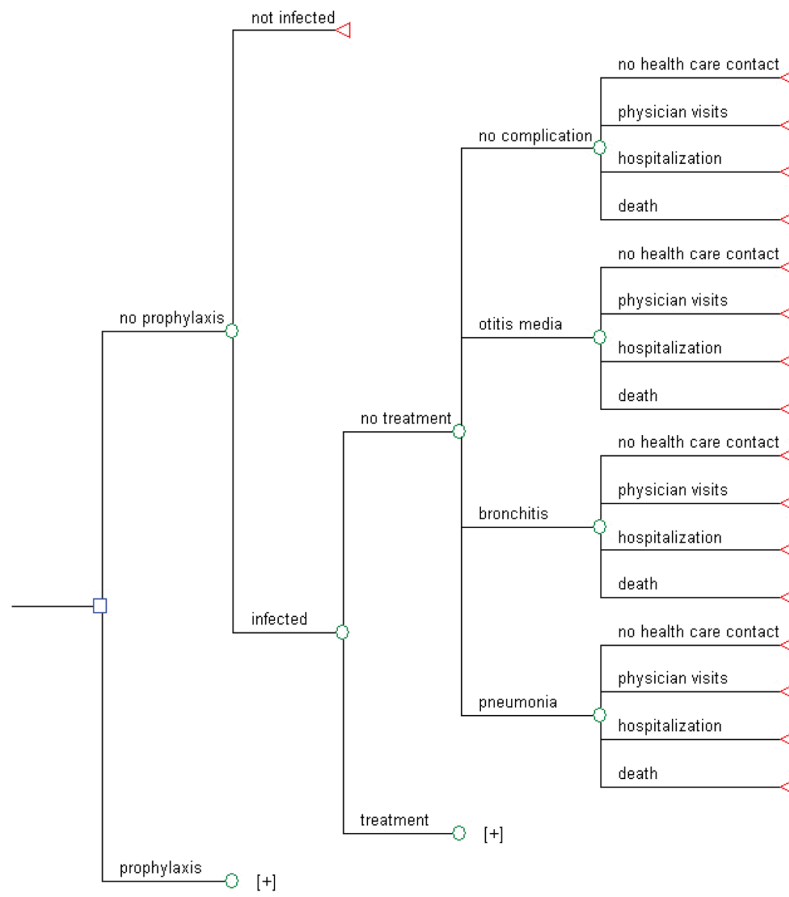 not infected
no health care contact
physician visits
no complication
hospitalization
death
no health care contact
physician visits
no prophylaxis
otitis media
hospitalization
death
no treatment
no health care contact
physician visits
bronchitis
hospitalization
death
infected
no health care contact
physician visits
pneumonia
hospitalization
death
treatment
[+]
prophylaxis
[+]